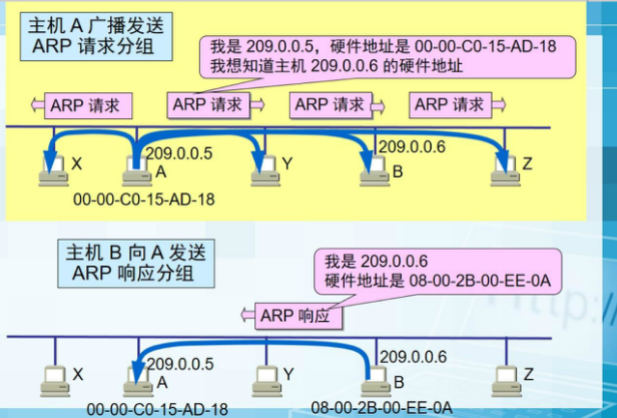 主机 A 广播发送
ARP 请求分组
我是 209.0.0.5，硬件地址是 00-00-C0-15-AD-18
我想知道主机 209.0.0.6 的硬件地址
ARP 请求
ARP 请求
ARP 请求
ARP 请求
209.0.0.5
209.0.0.6
X
A
Y
B
Z
00-00-C0-15-AD-18
主机 B 向 A 发送
ARP 响应分组
我是 209.0.0.6
硬件地址是 08-00-2B-00-EE-0A
http://
ARP 响应
209.0.0.5
209.0.0.6
X
A
Y
B
Z
00-00-C0-15-AD-18
08-00-2B-00-EE-0A